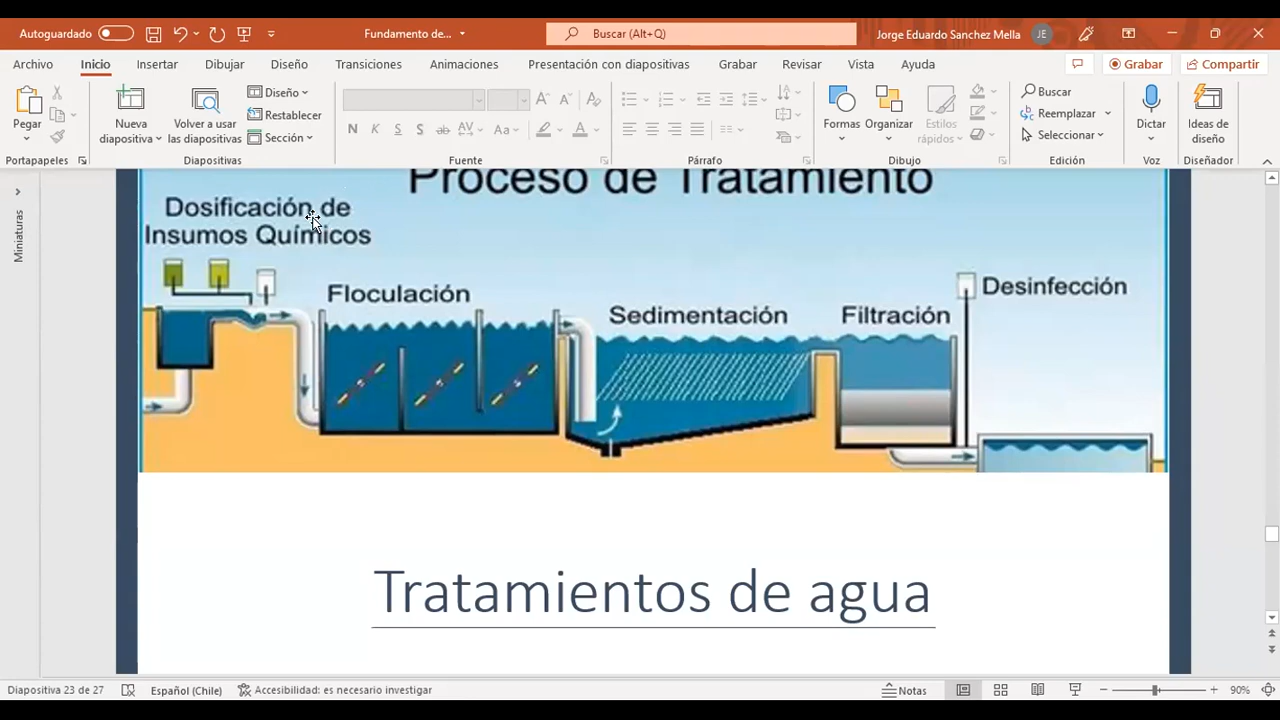 Autoguardado
Fundamento de...
Buscar (Alt+Q)
Jorge Eduardo Sanchez Mella
JE
Archivo Inicio Insertar Dibujar Diseño Transiciones Animaciones Presentación con diapositivas Grabar Revisar Vista Ayuda
Grabar
Compartir
Pegar
Portapapeles
Nueva
diapositiva
Volver a usar
las diapositivas
Diseño
Restablecer
Sección
Diapositivas
N K S S ab AV Aa A
Fuente
Párrafo
Formas
Organizar
Estilos
rápidos
Dibujo
Buscar
Reemplazar
Seleccionar
Edición
Dictar
Voz
Ideas de
diseño
Diseñador
Miniaturas
Proceso de Tratamiento
Dosificación de
Insumos Químicos
Floculación
Sedimentación
Filtración
Desinfección
Tratamientos de agua
Diapositiva 23 de 27
Español (Chile)
Accesibilidad: es necesario investigar
Notas
90%